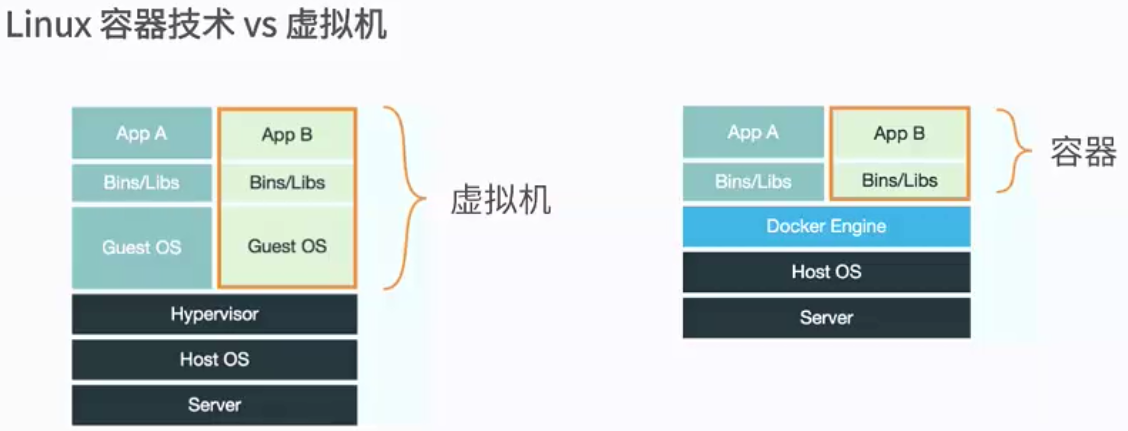 Linux 容器技术 vs 虚拟机
App A
App B
Bins/Libs
Bins/Libs
Guest OS
Guest OS
虚拟机
Hypervisor
Host OS
Server
App A
App B
Bins/Libs
Bins/Libs
容器
Docker Engine
Host OS
Server